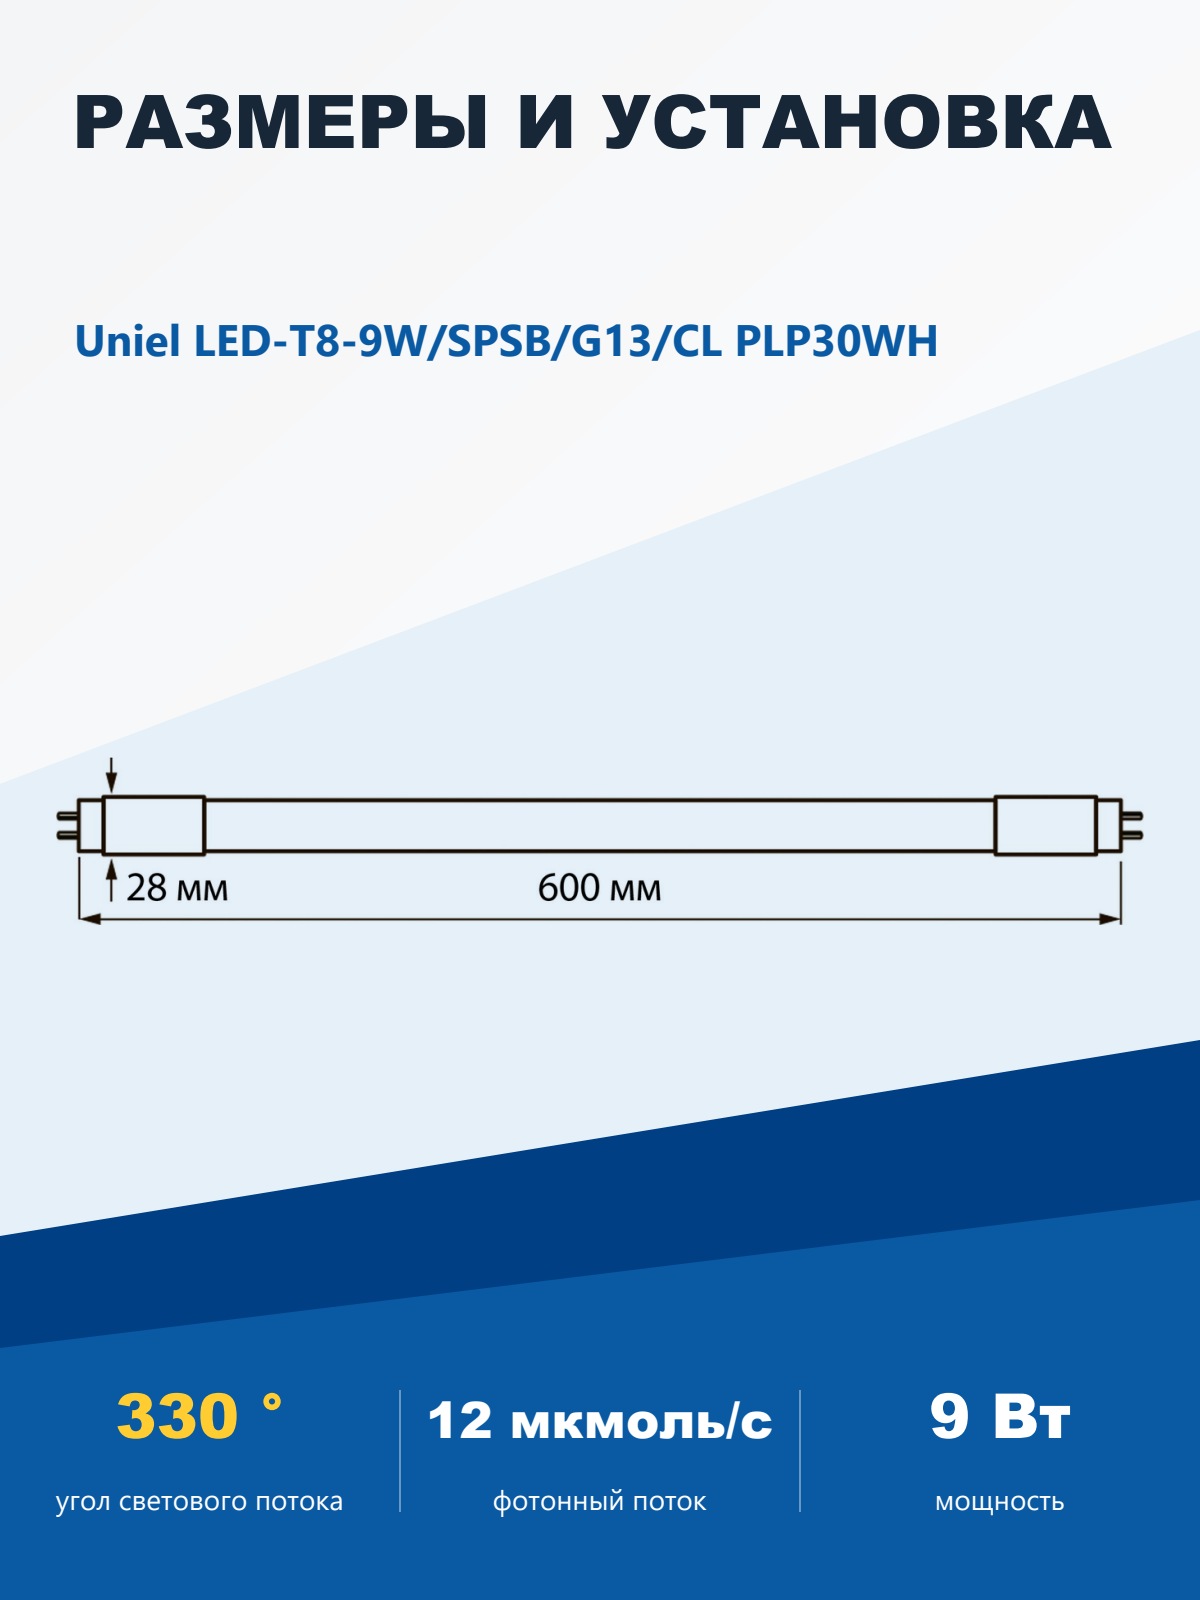 РАЗМЕРЫ И УСТАНОВКА
Uniel LED-T8-9W/SPSB/G13/CL PLP30WH
28 мм
600 мм
330 °
угол светового потока
12 мкмоль/с
фотонный поток
9 Вт
мощность